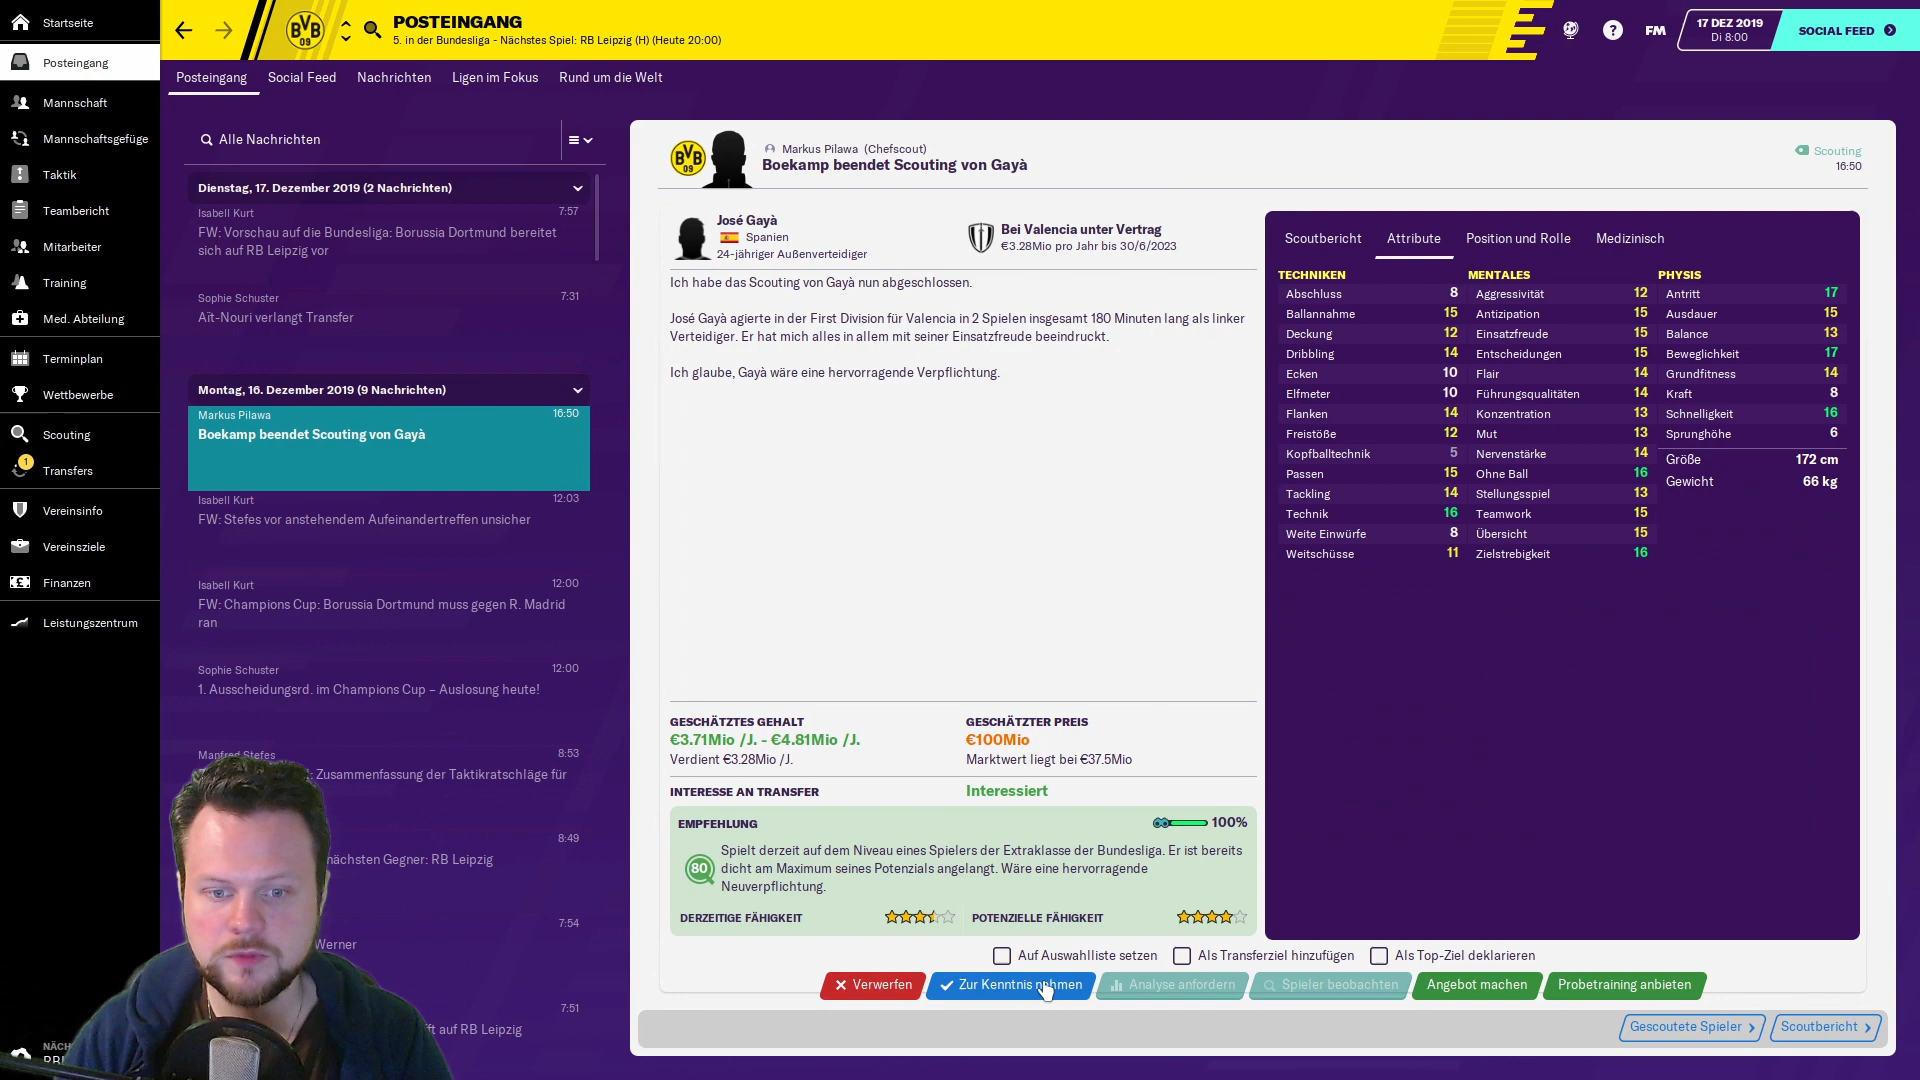 Startseite
Posteingang
Mannschaft
Mannschaftsgefüge
Taktik
Teambericht
Mitarbeiter
Training
Med. Abteilung
Terminplan
Wettbewerbe
Scouting
1
Transfers
Vereinsinfo
Vereinsziele
Finanzen
Leistungszentrum
NÄCH
BVB
09
POSTEINGANG
5. in der Bundesliga - Nächstes Spiel: RB Leipzig (H) (Heute 20:00)
FM
17 DEZ 2019
Di 8:00
SOCIAL FEED
Posteingang Social Feed Nachrichten Ligen im Fokus Rund um die Welt
Alle Nachrichten
Dienstag, 17. Dezember 2019 (2 Nachrichten)
Isabell Kurt 7:57
FW: Vorschau auf die Bundesliga: Borussia Dortmund bereitet
sich auf RB Leipzig vor
Sophie Schuster 7:31
Aït-Nouri verlangt Transfer
Montag, 16. Dezember 2019 (9 Nachrichten)
Markus Pilawa 16:50
Boekamp beendet Scouting von Gayà
Isabell Kurt 12:03
FW: Stefes vor anstehendem Aufeinandertreffen unsicher
Isabell Kurt 12:00
FW: Champions Cup: Borussia Dortmund muss gegen R. Madrid
ran
Sophie Schuster 12:00
1. Ausscheidungsrd. im Champions Cup – Auslosung heute!
Manfred Stefes 8:53
: Zusammenfassung der Taktikratschläge für
8:49
nächsten Gegner: RB Leipzig
7:54
Werner
7:51
ft auf RB Leipzig
BVB
09
Markus Pilawa (Chefscout)
Boekamp beendet Scouting von Gayà
Scouting
16:50
José Gayà
Spanien
24-jähriger Außenverteidiger
Bei Valencia unter Vertrag
€3.28Mio pro Jahr bis 30/6/2023
Ich habe das Scouting von Gayà nun abgeschlossen.
José Gayà agierte in der First Division für Valencia in 2 Spielen insgesamt 180 Minuten lang als linker
Verteidiger. Er hat mich alles in allem mit seiner Einsatzfreude beeindruckt.
Ich glaube, Gayà wäre eine hervorragende Verpflichtung.
GESCHÄTZTES GEHALT
€3.71Mio /J. - €4.81Mio /J.
Verdient €3.28Mio /J.
GESCHÄTZTER PREIS
€100Mio
Marktwert liegt bei €37.5Mio
INTERESSE AN TRANSFER Interessiert
EMPFEHLUNG 100%
80
Spielt derzeit auf dem Niveau eines Spielers der Extraklasse der Bundesliga. Er ist bereits
dicht am Maximum seines Potenzials angelangt. Wäre eine hervorragende
Neuverpflichtung.
DERZEITIGE FÄHIGKEIT POTENZIELLE FÄHIGKEIT
Scoutbericht Attribute Position und Rolle Medizinisch
TECHNIKEN MENTALES PHYSIS
Abschluss 8 Aggressivität 12 Antritt 17
Ballannahme 15 Antizipation 15 Ausdauer 15
Deckung 12 Einsatzfreude 15 Balance 13
Dribbling 14 Entscheidungen 15 Beweglichkeit 17
Ecken 10 Flair 14 Grundfitness 14
Elfmeter 10 Führungsqualitäten 14 Kraft 8
Flanken 14 Konzentration 13 Schnelligkeit 16
Freistöße 12 Mut 13 Sprunghöhe 6
Kopfballtechnik 5 Nervenstärke 14 Größe 172 cm
Passen 15 Ohne Ball 16 Gewicht 66 kg
Tackling 14 Stellungsspiel 13
Technik 16 Teamwork 15
Weite Einwürfe 8 Übersicht 15
Weitschüsse 11 Zielstrebigkeit 16
Auf Auswahlliste setzen Als Transferziel hinzufügen Als Top-Ziel deklarieren
Verwerfen Zur Kenntnis nehmen Analyse anfordern Spieler beobachten Angebot machen Probetraining anbieten
Gescoutete Spieler Scoutbericht